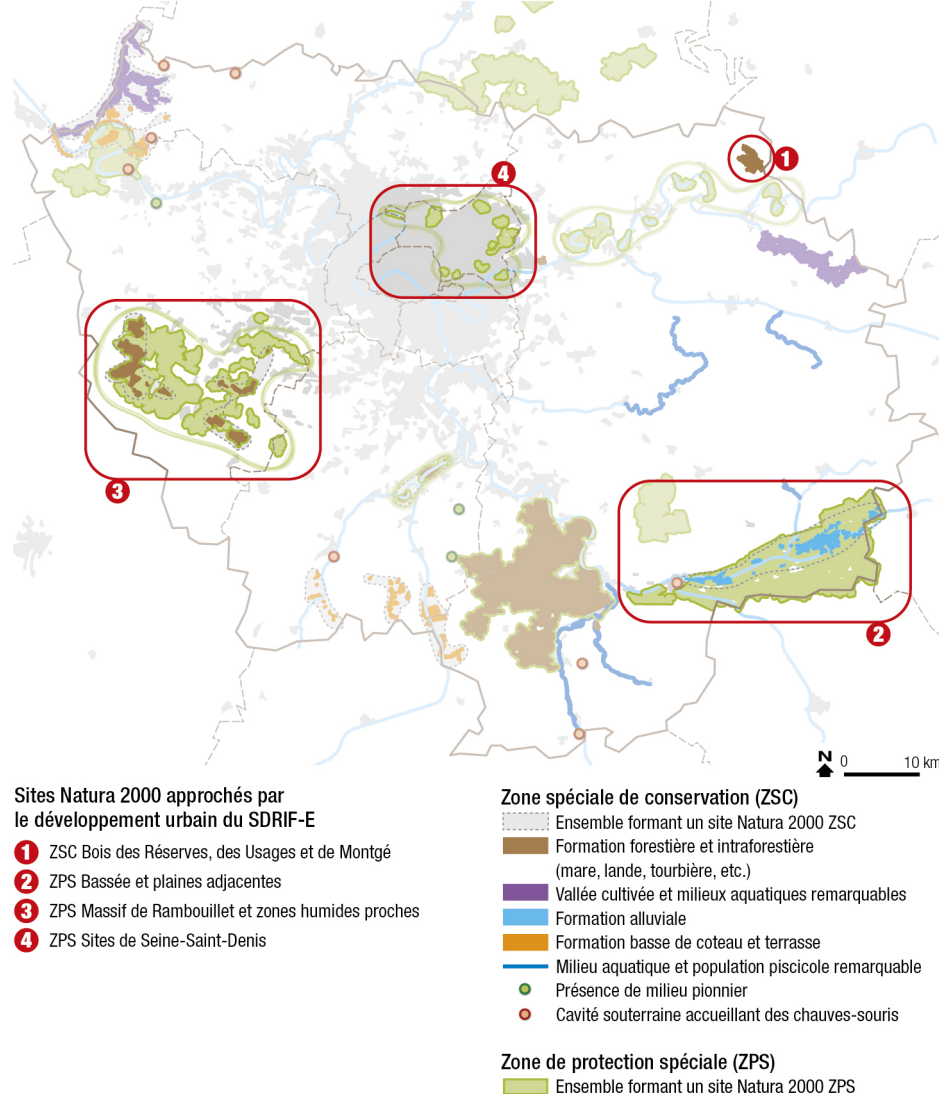 4
1
3
2
N
0
10 km
Sites Natura 2000 approchés par
le développement urbain du SDRIF-E
1 ZSC Bois des Réserves, des Usages et de Montgé
2 ZPS Bassée et plaines adjacentes
3 ZPS Massif de Rambouillet et zones humides proches
4 ZPS Sites de Seine-Saint-Denis
Zone spéciale de conservation (ZSC)
Ensemble formant un site Natura 2000 ZSC
Formation forestière et intraforestière
(mare, lande, tourbière, etc.)
Vallée cultivée et milieux aquatiques remarquables
Formation alluviale
Formation basse de coteau et terrasse
Milieu aquatique et population piscicole remarquable
Présence de milieu pionnier
Cavité souterraine accueillant des chauves-souris
Zone de protection spéciale (ZPS)
Ensemble formant un site Natura 2000 ZPS